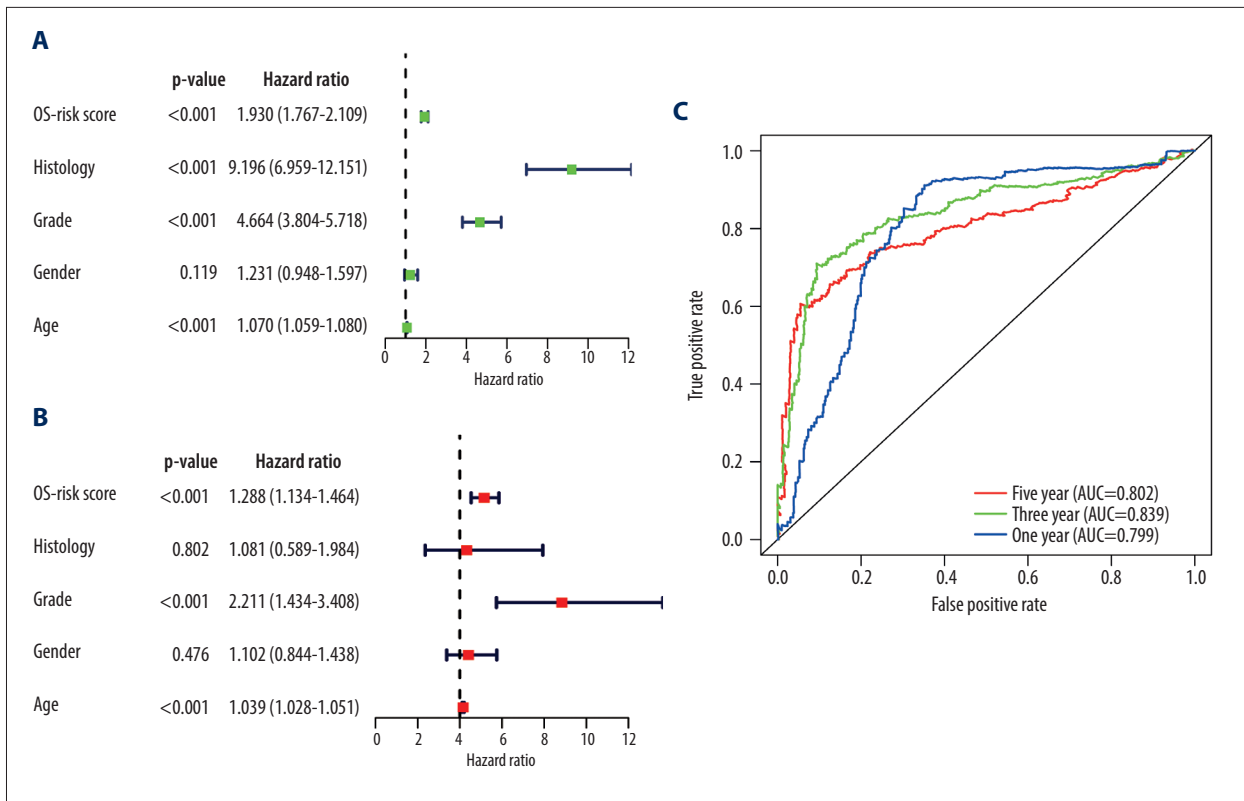 A
p-value Hazard ratio
OS-risk score <0.001 1.930 (1.767-2.109)
Histology <0.001 9.196 (6.959-12.151)
Grade <0.001 4.664 (3.804-5.718)
Gender 0.119 1.231 (0.948-1.597)
Age <0.001 1.070 (1.059-1.080)
0 2 4 6 8 10 12
Hazard ratio
B
p-value Hazard ratio
OS-risk score <0.001 1.288 (1.134-1.464)
Histology 0.802 1.081 (0.589-1.984)
Grade <0.001 2.211 (1.434-3.408)
Gender 0.476 1.102 (0.844-1.438)
Age <0.001 1.039 (1.028-1.051)
0 2 4 6 8 10 12
Hazard ratio
C
1.0
0.8
0.6
0.4
0.2
0.0
True positive rate
Five year (AUC=0.802)
Three year (AUC=0.839)
One year (AUC=0.799)
0.0 0.2 0.4 0.6 0.8 1.0
False positive rate